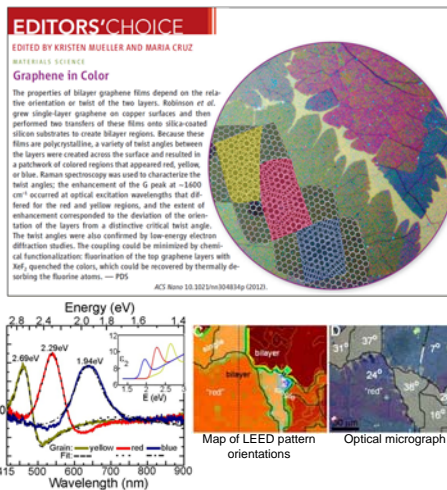 EDITORS'CHOICE
EDITED BY KRISTEN MUELLER AND MARIA CRUZ
MATERIALS SCIENCE
Graphene in Color
The properties of bilayer graphene films depend on the rela-
tive orientation or twist of the two layers. Robinson et al.
grew single-layer graphene on copper surfaces and then
performed two transfers of these films onto silica-coated
silicon substrates to create bilayer regions. Because these
films are polycrystalline, a variety of twist angles between
the layers were created across the surface and resulted in
a patchwork of colored regions that appeared red, yellow,
or blue. Raman spectroscopy was used to characterize the
twist angles; the enhancement of the G peak at ~1600
cm⁻¹ occurred at optical excitation wavelengths that dif-
fered for the red and yellow regions, and the extent of
enhancement corresponded to the deviation of the orien-
tation of the layers from a distinctive critical twist angle.
The twist angles were also confirmed by low-energy electron
diffraction studies. The coupling could be minimized by chemi-
cal functionalization: fluorination of the top graphene layers with
XeF₂ quenched the colors, which could be recovered by thermally de-
sorbing the fluorine atoms. — PDS
ACS Nano 10.1021/nn304834p (2012).
Energy (eV)
2.8 2.4 2.0 1.8 1.6 1.4
2.69eV
2.29eV
1.94eV
ε2
1.5 2.0 2.5
E (eV)
0
Grain: yellow red blue
Fit:
415 500 600 700 800 900
Wavelength (nm)
C
single
bilayer
bilayer
"red"
Map of LEED pattern
orientations
D
31°
37°
7°
24°
"red"
38°
16°
Optical micrograph